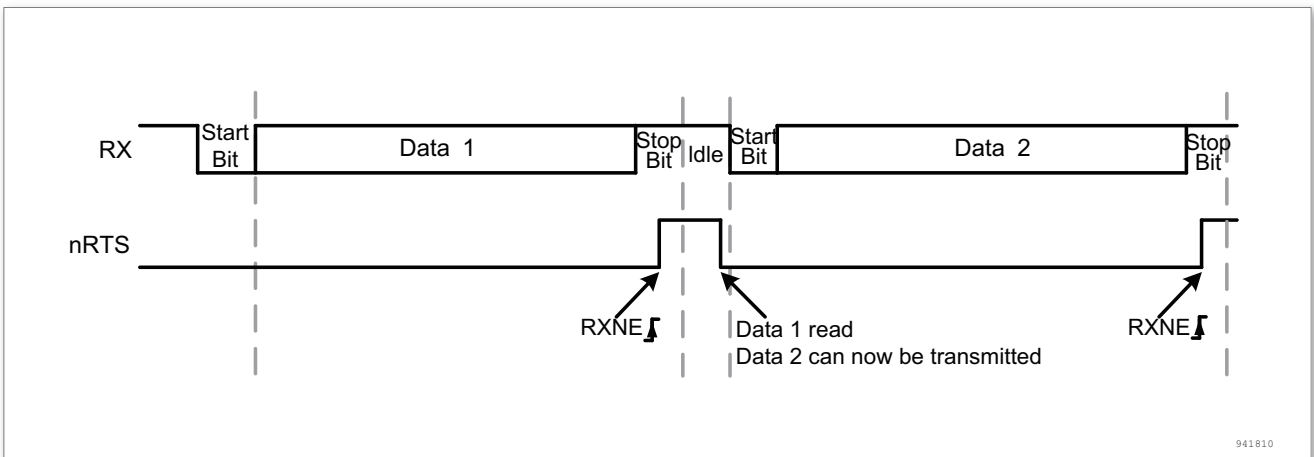 RX
Start
Bit
Data 1
Stop
Bit
Idle
Start
Bit
Data 2
Stop
Bit
nRTS
RXNE
Data 1 read
Data 2 can now be transmitted
RXNE
941810